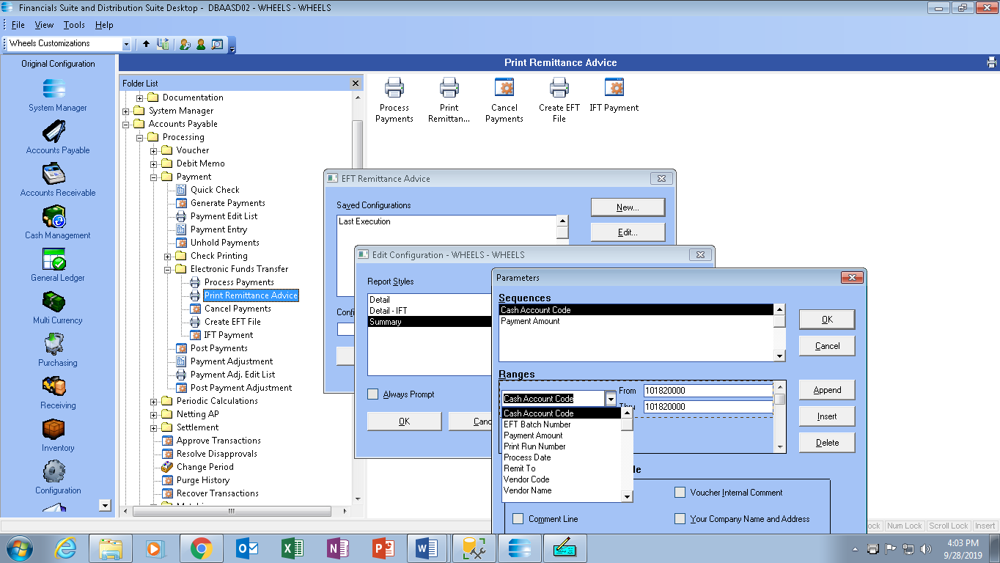 Financials Suite and Distribution Suite Desktop - DBAASD02 - WHEELS - WHEELS
File View Tools Help
Wheels Customizations
Original Configuration
System Manager
Accounts Payable
Accounts Receivable
Cash Management
General Ledger
Multi Currency
Purchasing
Receiving
Inventory
Configuration
Print Remittance Advice
Folder List
Documentation
System Manager
Accounts Payable
Processing
Voucher
Debit Memo
Payment
Quick Check
Generate Payments
Payment Edit List
Payment Entry
Unhold Payments
Check Printing
Electronic Funds Transfer
Process Payments
Print Remittance Advice
Cancel Payments
Create EFT File
IFT Payment
Post Payments
Payment Adjustment
Payment Adj. Edit List
Post Payment Adjustment
Periodic Calculations
Netting AP
Settlement
Approve Transactions
Resolve Disapprovals
Change Period
Purge History
Recover Transactions
Process Payments
Print Remittan...
Cancel Payments
Create EFT File
IFT Payment
EFT Remittance Advice
Saved Configurations
Last Execution
New...
Edit...
Edit Configuration - WHEELS - WHEELS
Report Styles
Detail
Detail - IFT
Summary
Always Prompt
OK
Parameters
Sequences
Cash Account Code
Payment Amount
OK
Cancel
Ranges
Cash Account Code
From 101820000
101820000
Append
Insert
Delete
Cash Account Code
EFT Batch Number
Payment Amount
Print Run Number
Process Date
Remit To
Vendor Code
Vendor Name
Voucher Internal Comment
Comment Line
Your Company Name and Address
Num Lock Scroll Lock Insert
4:03 PM
9/28/2019